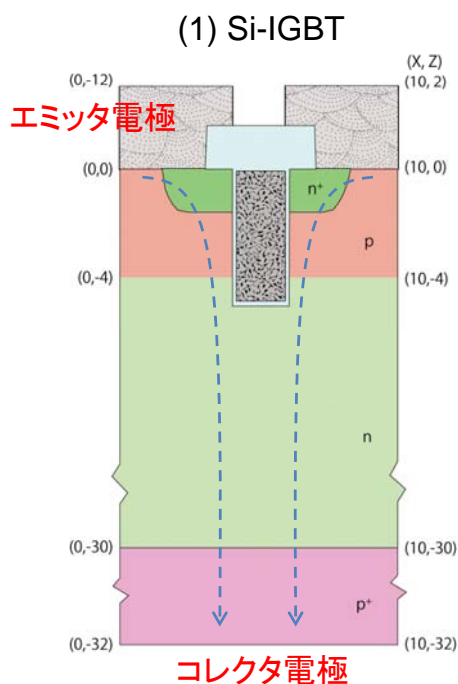 (1) Si-IGBT
(X, Z)
(0,-12)
(10, 2)
エミッタ電極
(0,0)
(10, 0)
n+
p
(0,-4)
(10,-4)
n
(0,-30)
(10,-30)
p+
(0,-32)
(10,-32)
コレクタ電極